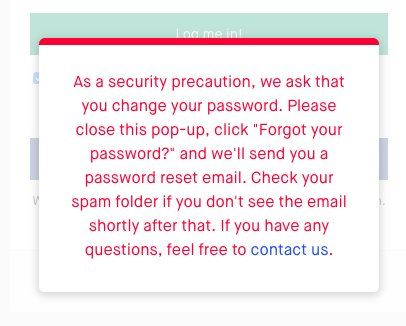 Log me in!
As a security precaution, we ask that
you change your password. Please
close this pop-up, click "Forgot your
password?" and we'll send you a
password reset email. Check your
spam folder if you don't see the email
shortly after that. If you have any
questions, feel free to contact us.